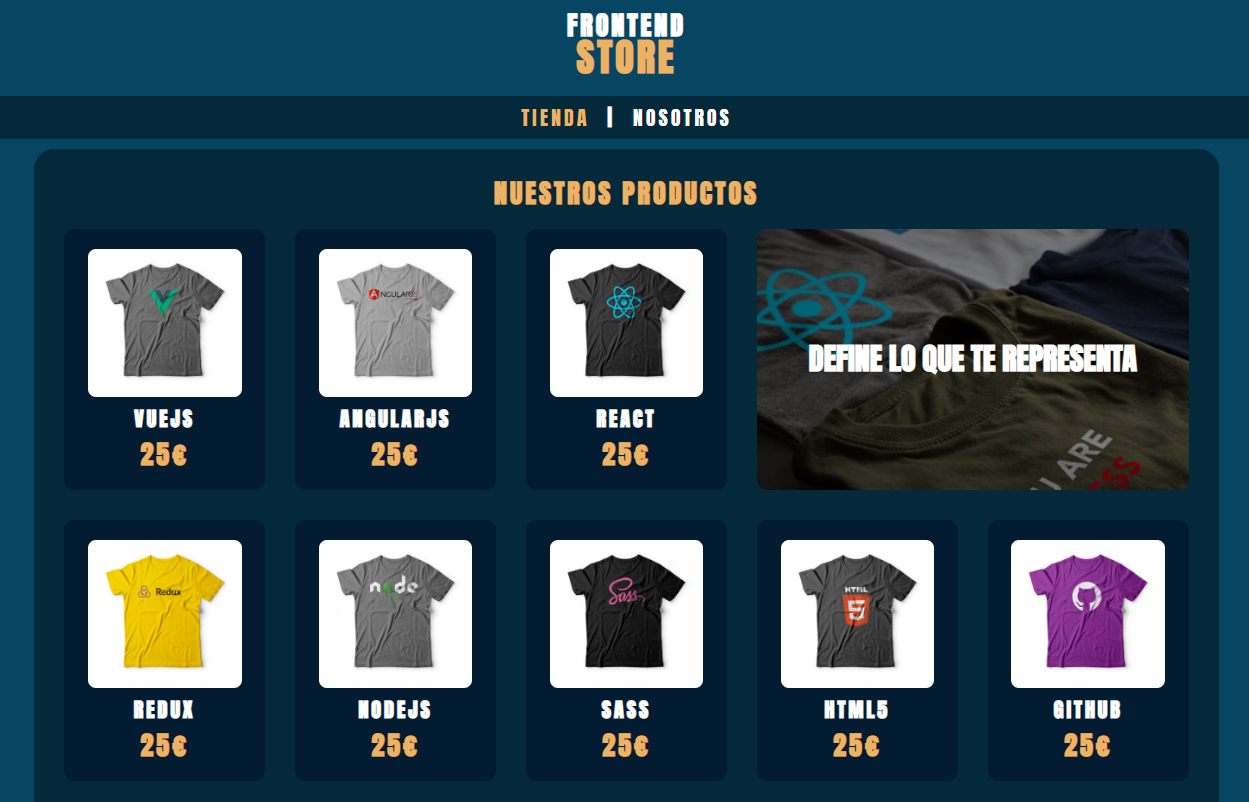 FRONTEND
STORE
TIENDA | NOSOTROS
NUESTROS PRODUCTOS
ANGULARJS
DEFINE LO QUE TE REPRESENTA
ARE
VUEJS
ANGULARJS
REACT
25€
25€
25€
Redux
node
Sass
HTML
5
REDUX
NODEJS
SASS
HTML5
GITHUB
25€
25€
25€
25€
25€